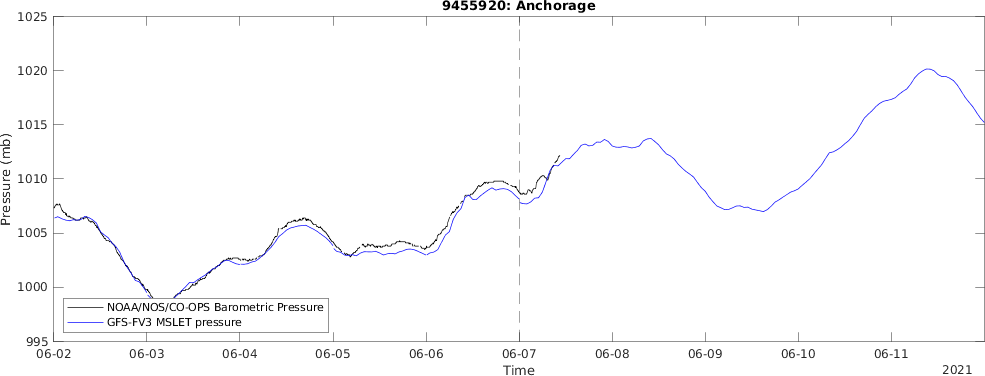 9455920: Anchorage
1025
1020
1015
1010
1005
1000
995
Pressure (mb)
NOAA/NOS/CO-OPS Barometric Pressure
GFS-FV3 MSLET pressure
06-02 06-03 06-04 06-05 06-06 06-07 06-08 06-09 06-10 06-11
Time
2021